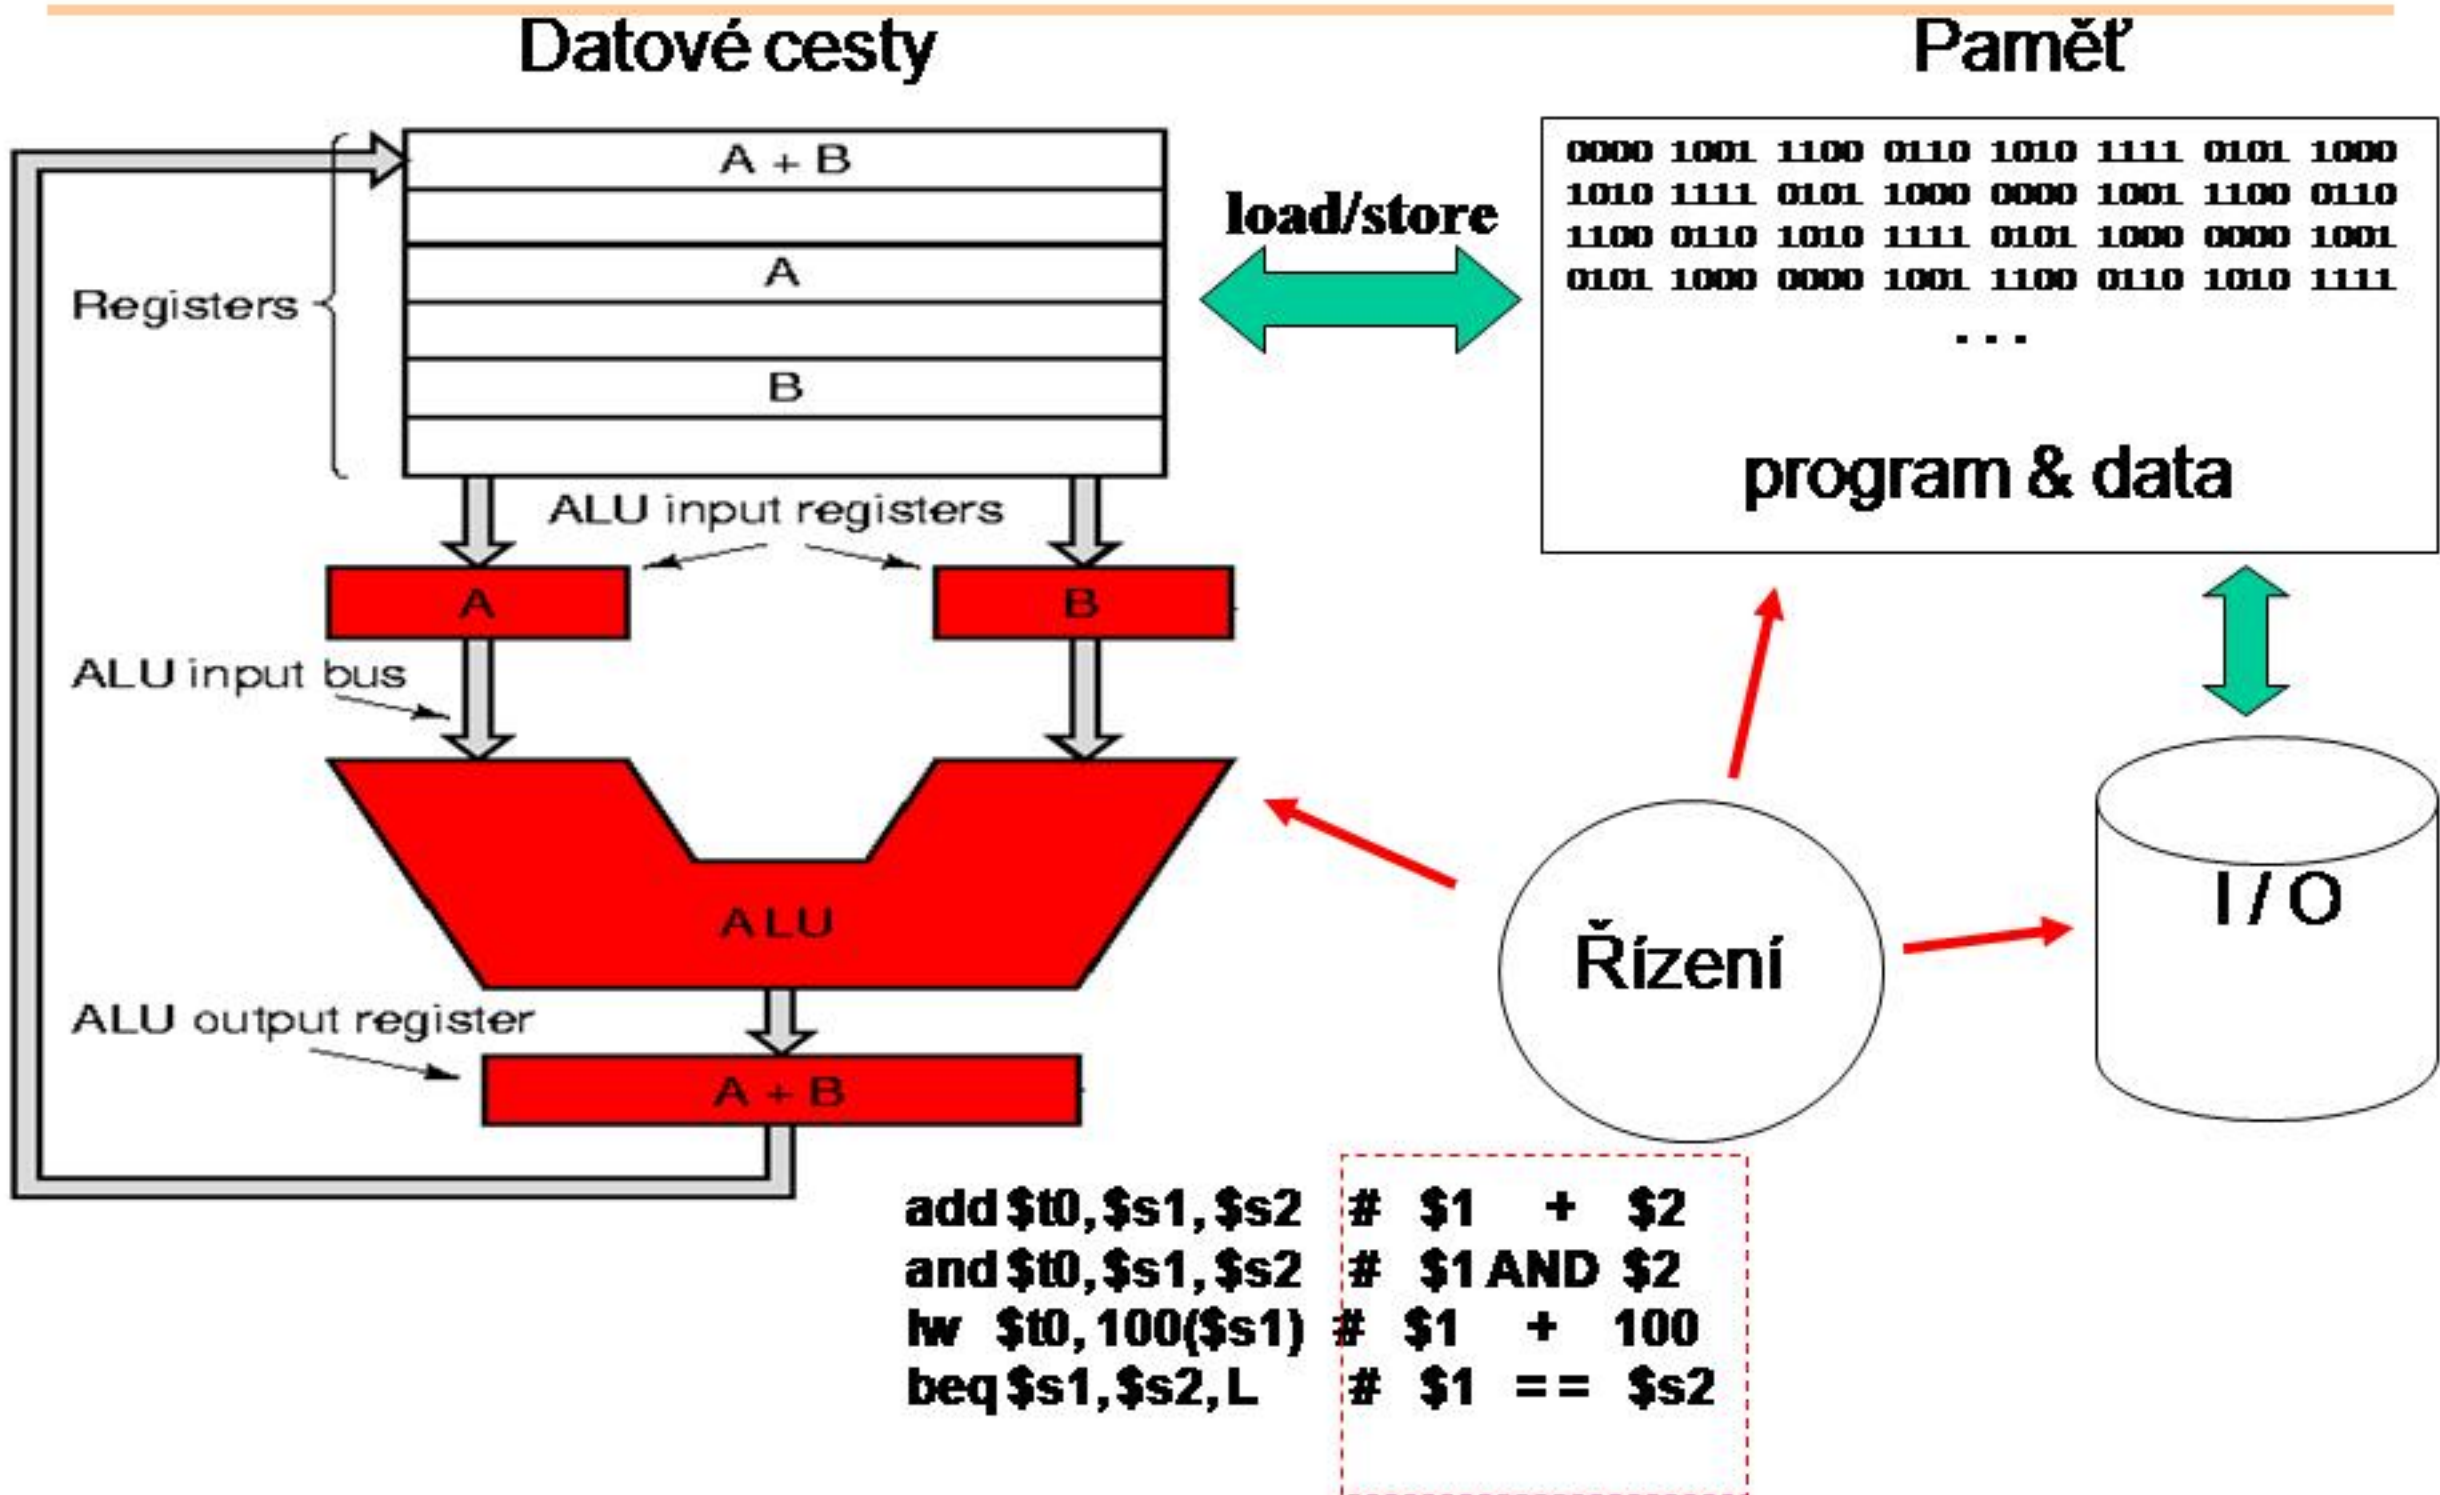 Datové cesty
Paměť
A + B
A
B
Registers
load/store
0000 1001 1100 0110 1010 1111 0101 1000
1010 1111 0101 1000 0000 1001 1100 0110
1100 0110 1010 1111 0101 1000 0000 1001
0101 1000 0000 1001 1100 0110 1010 1111
...
program & data
ALU input registers
A
B
ALU input bus
ALU
ALU output register
A + B
Řízení
I / O
add $t0, $s1, $s2 # $1 + $2
and $t0, $s1, $s2 # $1 AND $2
lw $t0, 100($s1) # $1 + 100
beq $s1, $s2, L # $1 == $s2